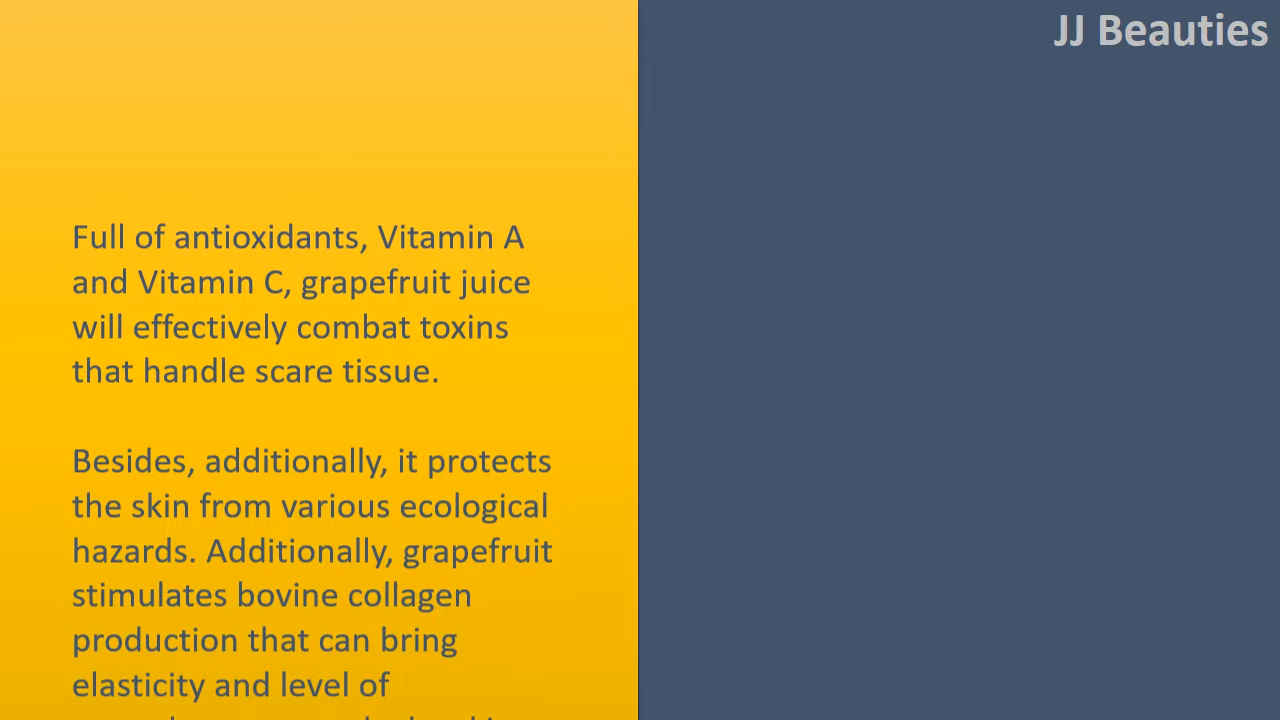 JJ Beauties
Full of antioxidants, Vitamin A
and Vitamin C, grapefruit juice
will effectively combat toxins
that handle scare tissue.
Besides, additionally, it protects
the skin from various ecological
hazards. Additionally, grapefruit
stimulates bovine collagen
production that can bring
elasticity and level of